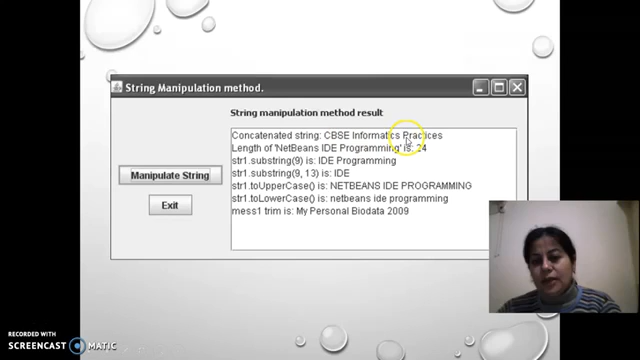 String Manipulation method.
String manipulation method result
Concatenated string: CBSE Informatics Practices
Length of 'NetBeans IDE Programming' is: 24
str1.substring(9) is: IDE Programming
str1.substring(9, 13) is: IDE
str1.toUpperCase() is: NETBEANS IDE PROGRAMMING
str1.toLowerCase() is: netbeans ide programming
mess1 trim is: My Personal Biodata 2009
Manipulate String
Exit
RECORDED WITH
SCREENCAST MATIC